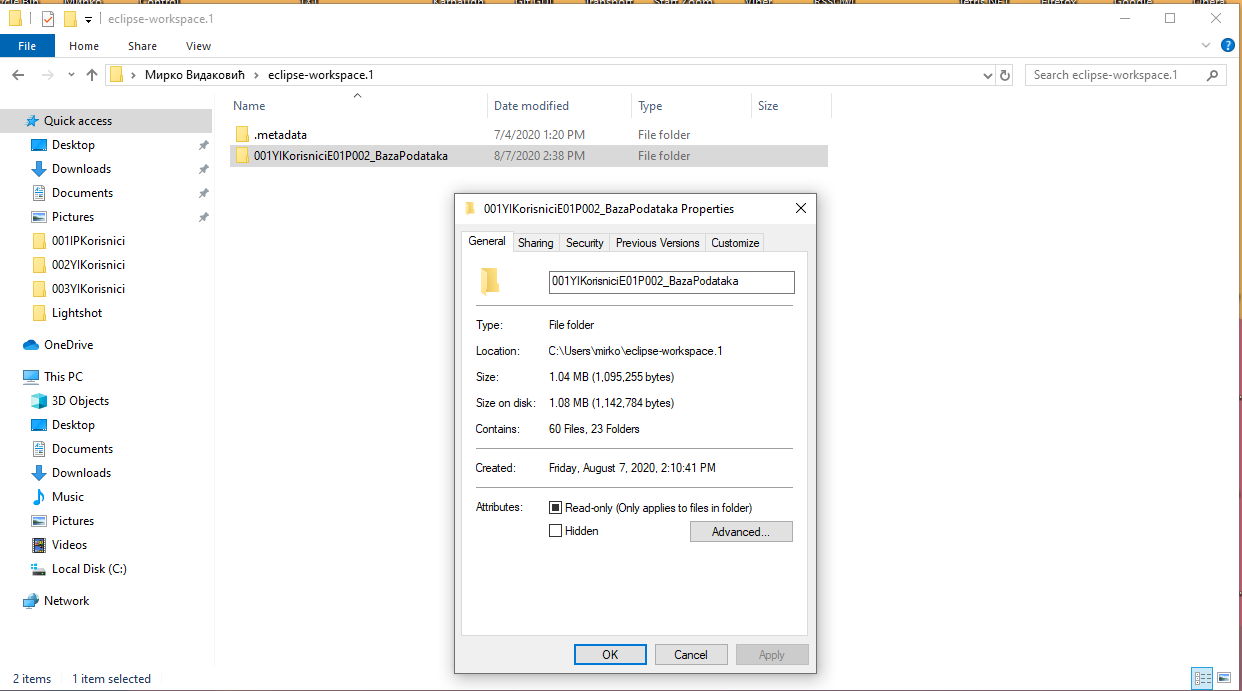 eclipse-workspace.1
File Home Share View
Мирко Видаковић > eclipse-workspace.1
Search eclipse-workspace.1
Name Date modified Type Size
.metadata 7/4/2020 1:20 PM File folder
001YIKorisniciE01P002_BazaPodataka 8/7/2020 2:38 PM File folder
Quick access
Desktop
Downloads
Documents
Pictures
001IPKorisnici
002YIKorisnici
003YIKorisnici
Lightshot
OneDrive
This PC
3D Objects
Desktop
Documents
Downloads
Music
Pictures
Videos
Local Disk (C:)
Network
001YIKorisniciE01P002_BazaPodataka Properties
General Sharing Security Previous Versions Customize
001YIKorisniciE01P002_BazaPodataka
Type: File folder
Location: C:\Users\mirko\eclipse-workspace.1
Size: 1.04 MB (1,095,255 bytes)
Size on disk: 1.08 MB (1,142,784 bytes)
Contains: 60 Files, 23 Folders
Created: Friday, August 7, 2020, 2:10:41 PM
Attributes: Read-only (Only applies to files in folder)
Hidden Advanced...
OK Cancel Apply
2 items 1 item selected